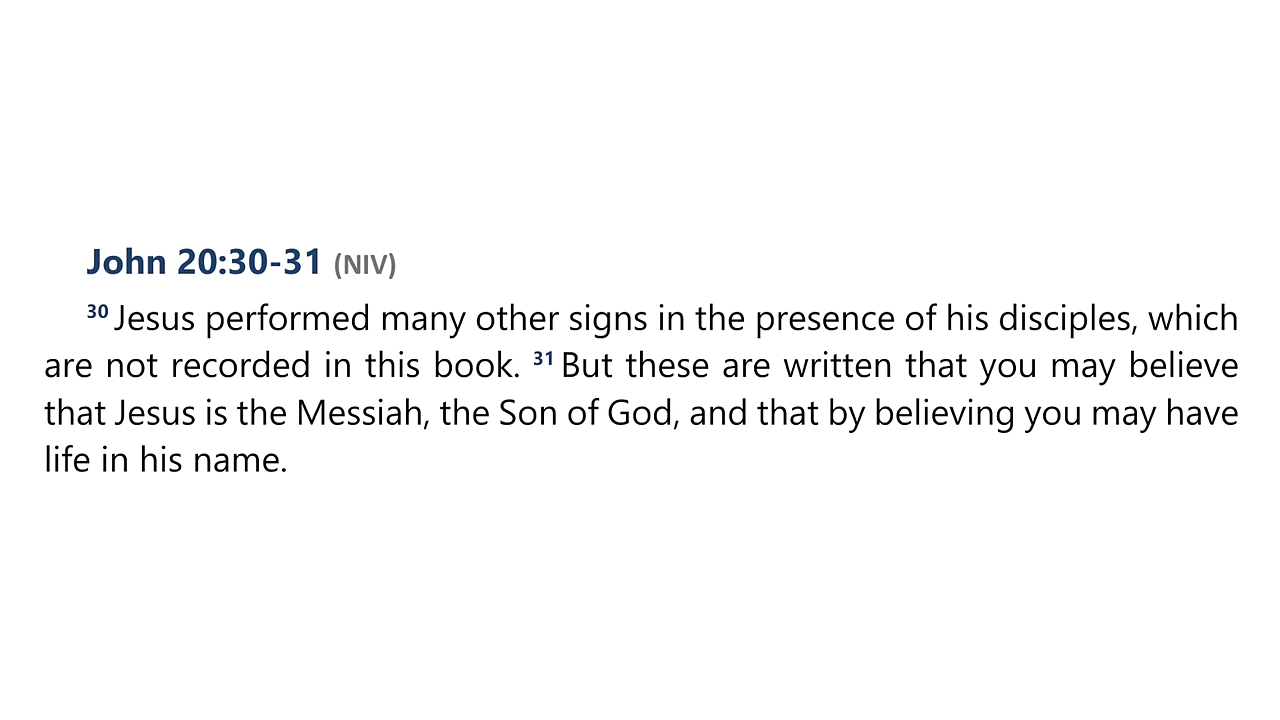 John 20:30-31 (NIV)
30 Jesus performed many other signs in the presence of his disciples, which
are not recorded in this book. 31 But these are written that you may believe
that Jesus is the Messiah, the Son of God, and that by believing you may have
life in his name.